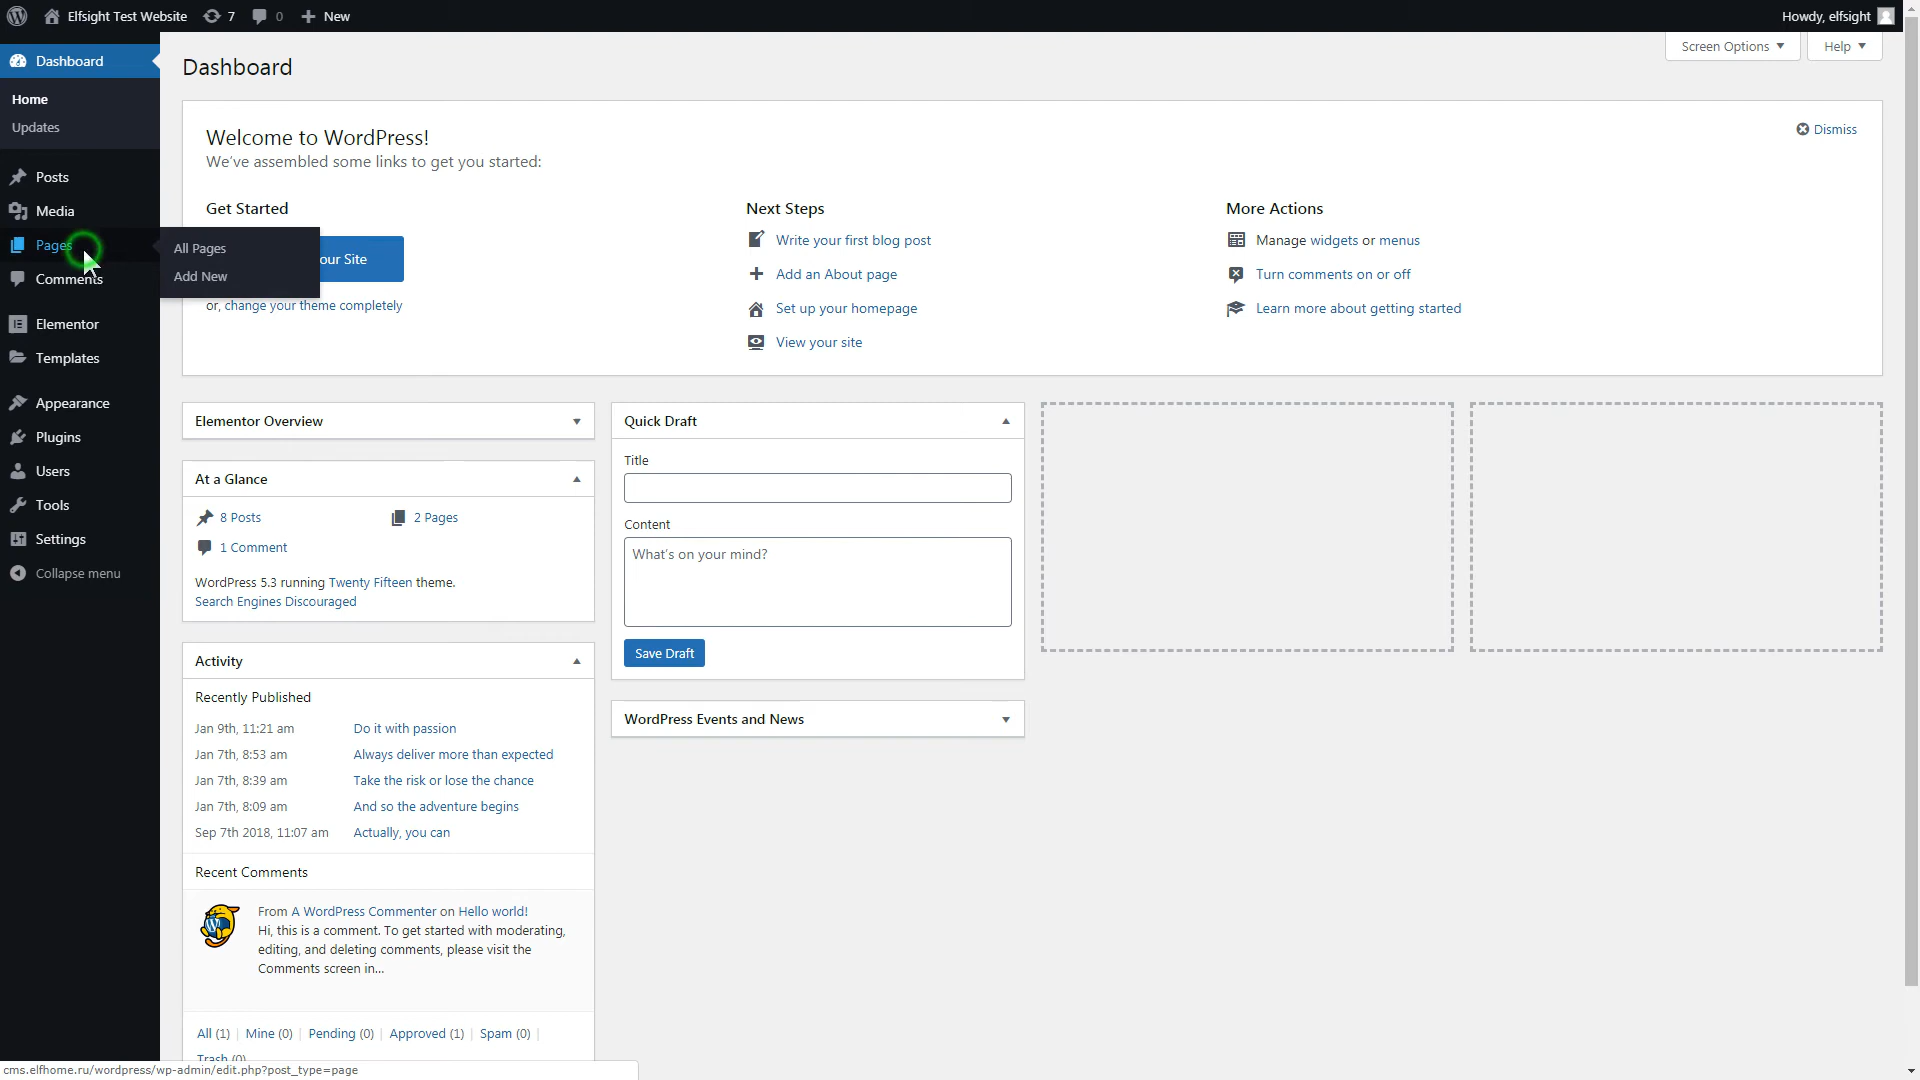 Elfsight Test Website 7 0 New Howdy, elfsight
Screen Options Help
Dashboard
Home
Updates
Posts
Media
Pages
All Pages
Add New
Comments
Elementor
Templates
Appearance
Plugins
Users
Tools
Settings
Collapse menu
Dashboard
Welcome to WordPress!
We've assembled some links to get you started:
Dismiss
Get Started
our Site
or, change your theme completely
Next Steps
Write your first blog post
Add an About page
Set up your homepage
View your site
More Actions
Manage widgets or menus
Turn comments on or off
Learn more about getting started
Elementor Overview
At a Glance
8 Posts 2 Pages
1 Comment
WordPress 5.3 running Twenty Fifteen theme.
Search Engines Discouraged
Activity
Recently Published
Jan 9th, 11:21 am Do it with passion
Jan 7th, 8:53 am Always deliver more than expected
Jan 7th, 8:39 am Take the risk or lose the chance
Jan 7th, 8:09 am And so the adventure begins
Sep 7th 2018, 11:07 am Actually, you can
Recent Comments
From A WordPress Commenter on Hello world!
Hi, this is a comment. To get started with moderating,
editing, and deleting comments, please visit the
Comments screen in...
All (1) | Mine (0) | Pending (0) | Approved (1) | Spam (0) |
Trash (0)
Quick Draft
Title
Content
What's on your mind?
Save Draft
WordPress Events and News
cms.elfhome.ru/wordpress/wp-admin/edit.php?post_type=page